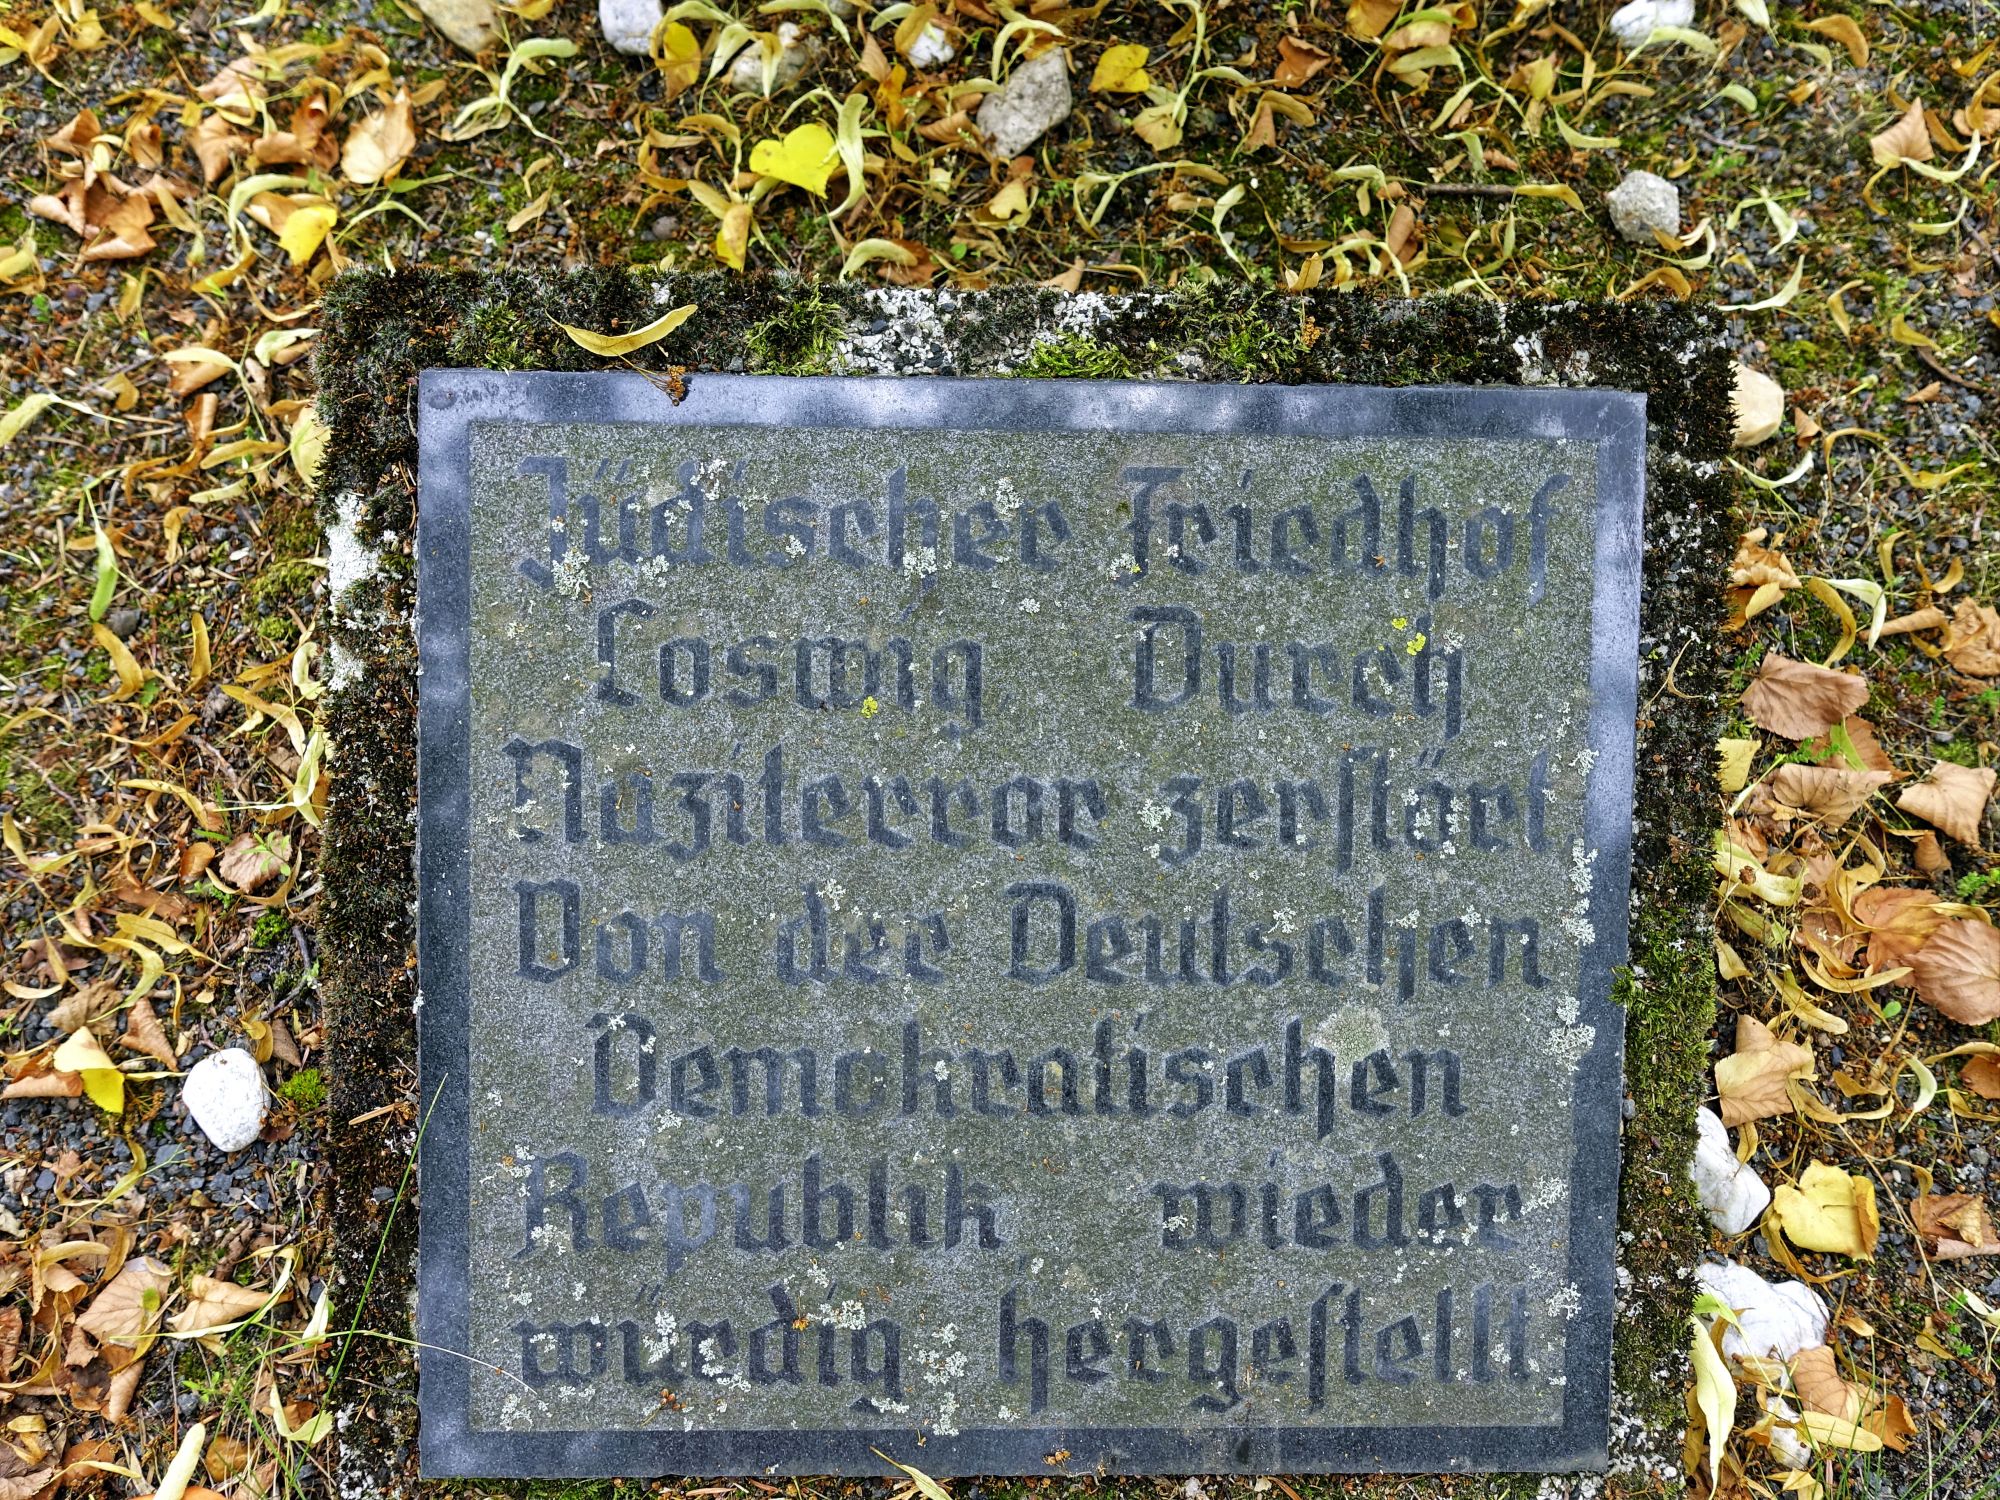 Jüdischer Friedhof
Coswig, Durch
Naziterror zerstört,
Von der Deutschen
Demokratischen
Republik, wieder
würdig hergestellt